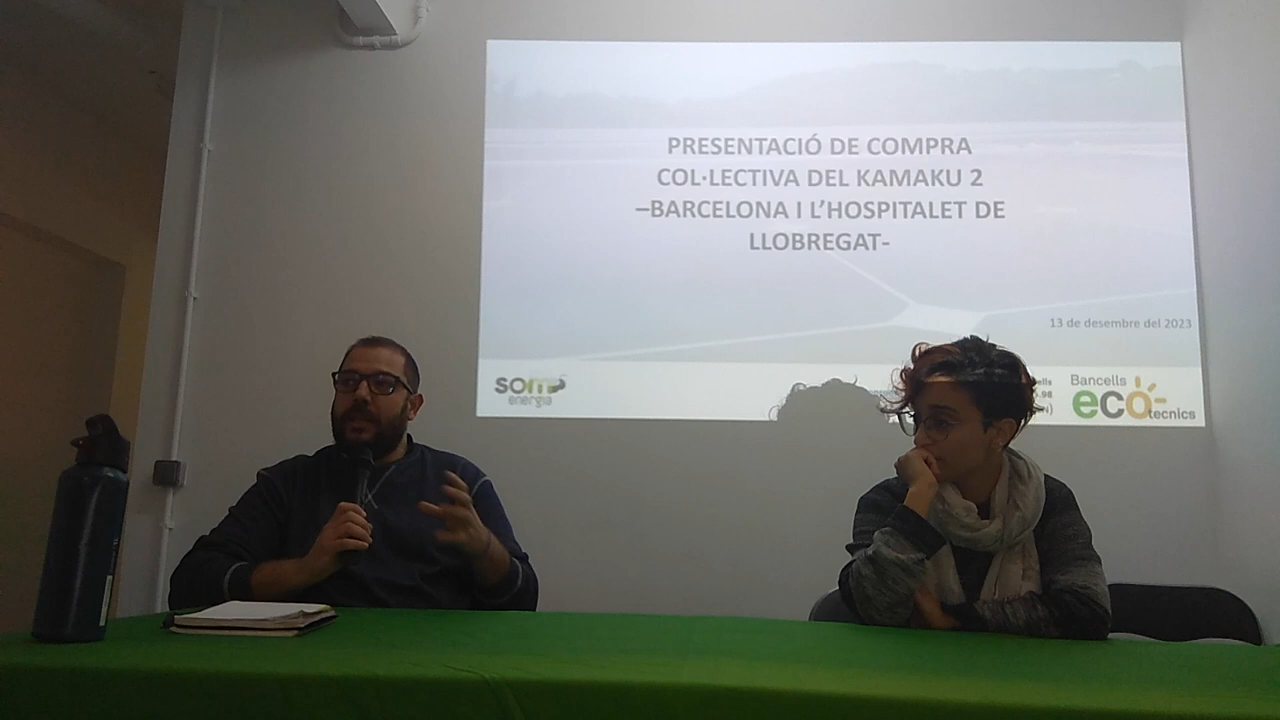 PRESENTACIÓ DE COMPRA
COL·LECTIVA DEL KAMAKU 2
–BARCELONA I L'HOSPITALET DE
LLOBREGAT-
13 de desembre del 2023
som
energia
Bancells
eco-
tecnics